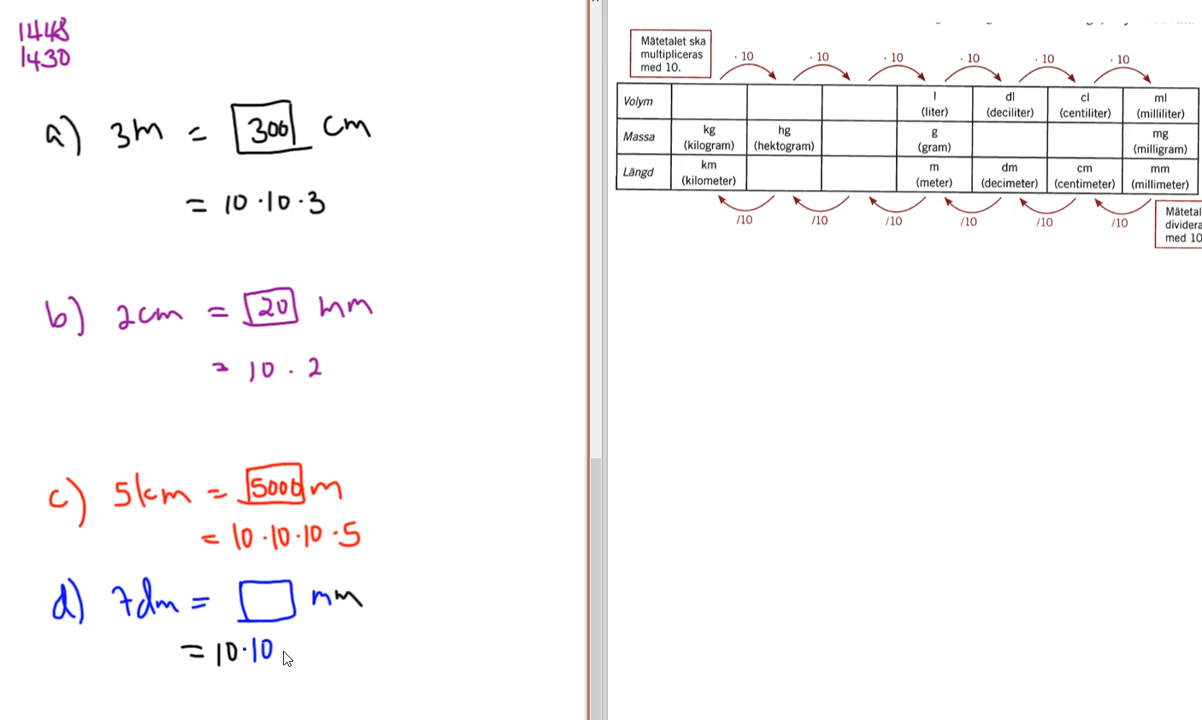 1448
1430
a) 3m = 300 cm
= 10·10·3
b) 2cm = 20 mm
= 10·2
c) 5km = 5000 m
= 10·10·10·5
d) 7dm = mm
= 10·10
Mätetalet ska
multipliceras
med 10.
·10 ·10 ·10 ·10 ·10 ·10
Volym l dl cl ml
(liter) (deciliter) (centiliter) (milliliter)
Massa kg hg g mg
(kilogram) (hektogram) (gram) (milligram)
Längd km m dm cm mm
(kilometer) (meter) (decimeter) (centimeter) (millimeter)
/10 /10 /10 /10 /10 /10
Mätetal
dividera
med 10